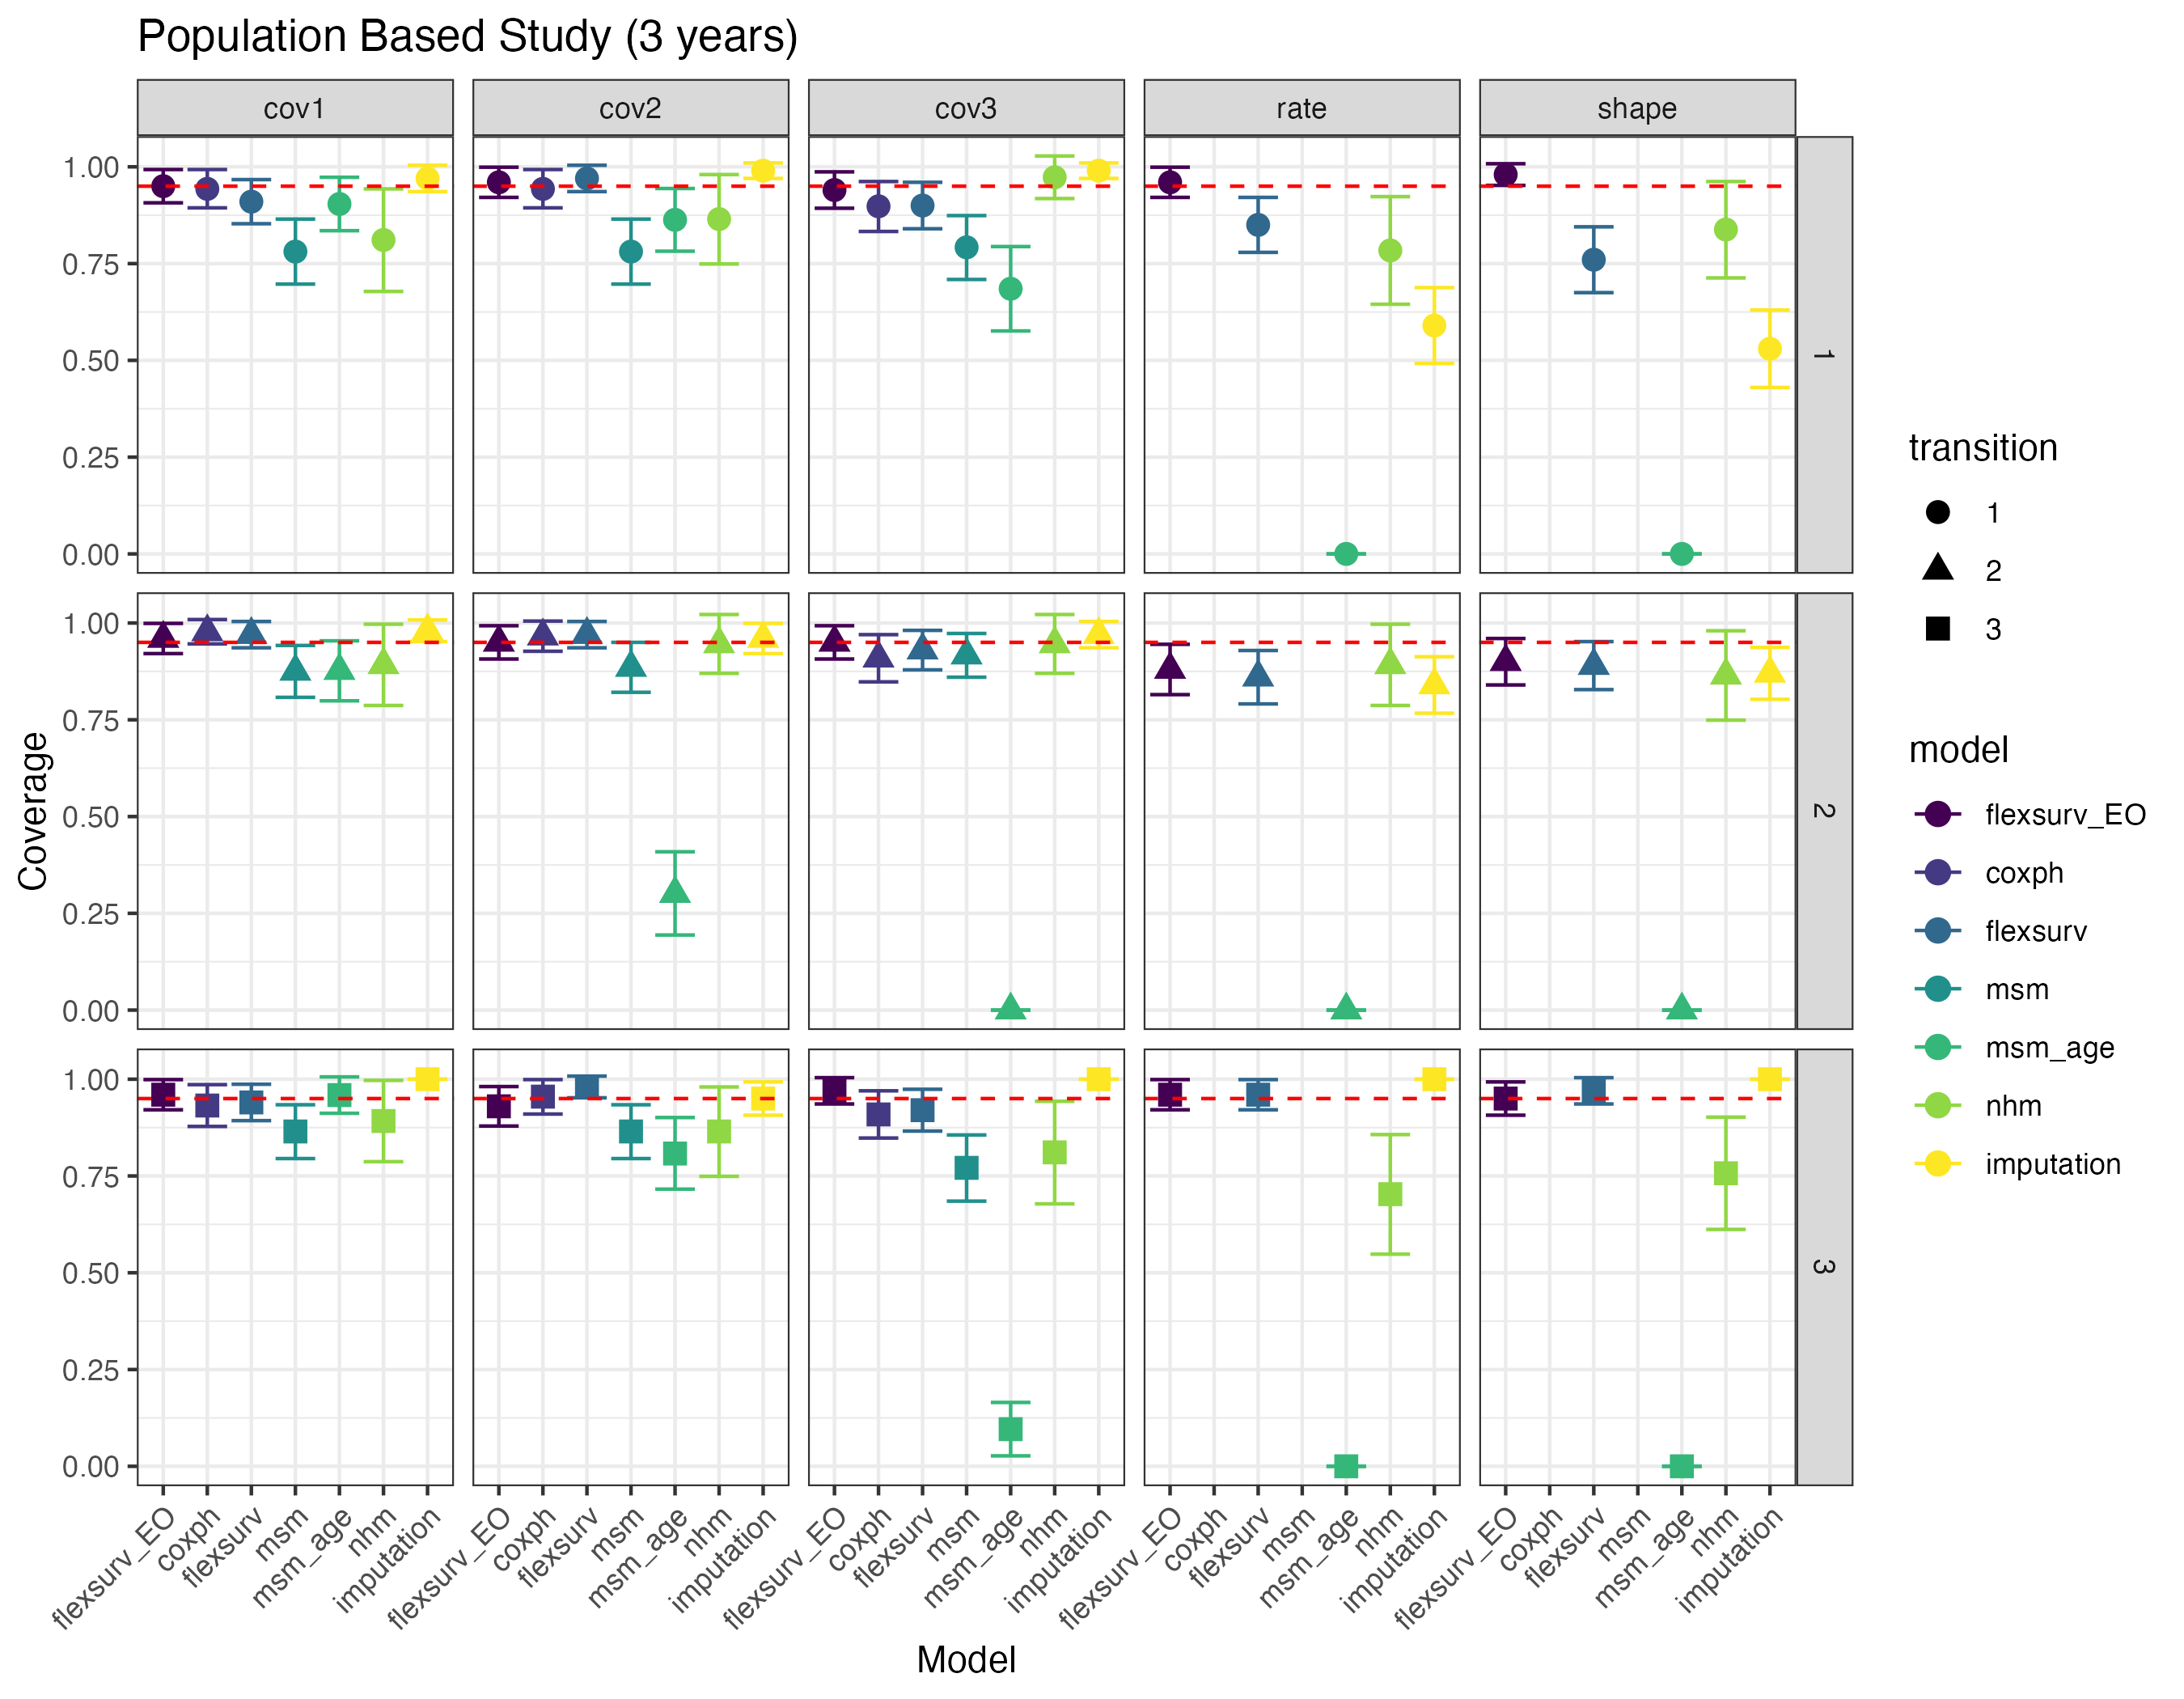 Population Based Study (3 years)
cov1 cov2 cov3 rate shape
1.00
0.75
0.50
0.25
0.00
1
1.00
0.75
0.50
0.25
0.00
2
1.00
0.75
0.50
0.25
0.00
3
Coverage
flexsurv_EO coxph flexsurv msm msm_age nhm imputation
flexsurv_EO coxph flexsurv msm msm_age nhm imputation
flexsurv_EO coxph flexsurv msm msm_age nhm imputation
flexsurv_EO coxph flexsurv msm msm_age nhm imputation
flexsurv_EO coxph flexsurv msm msm_age nhm imputation
Model
transition
1
2
3
model
flexsurv_EO
coxph
flexsurv
msm
msm_age
nhm
imputation